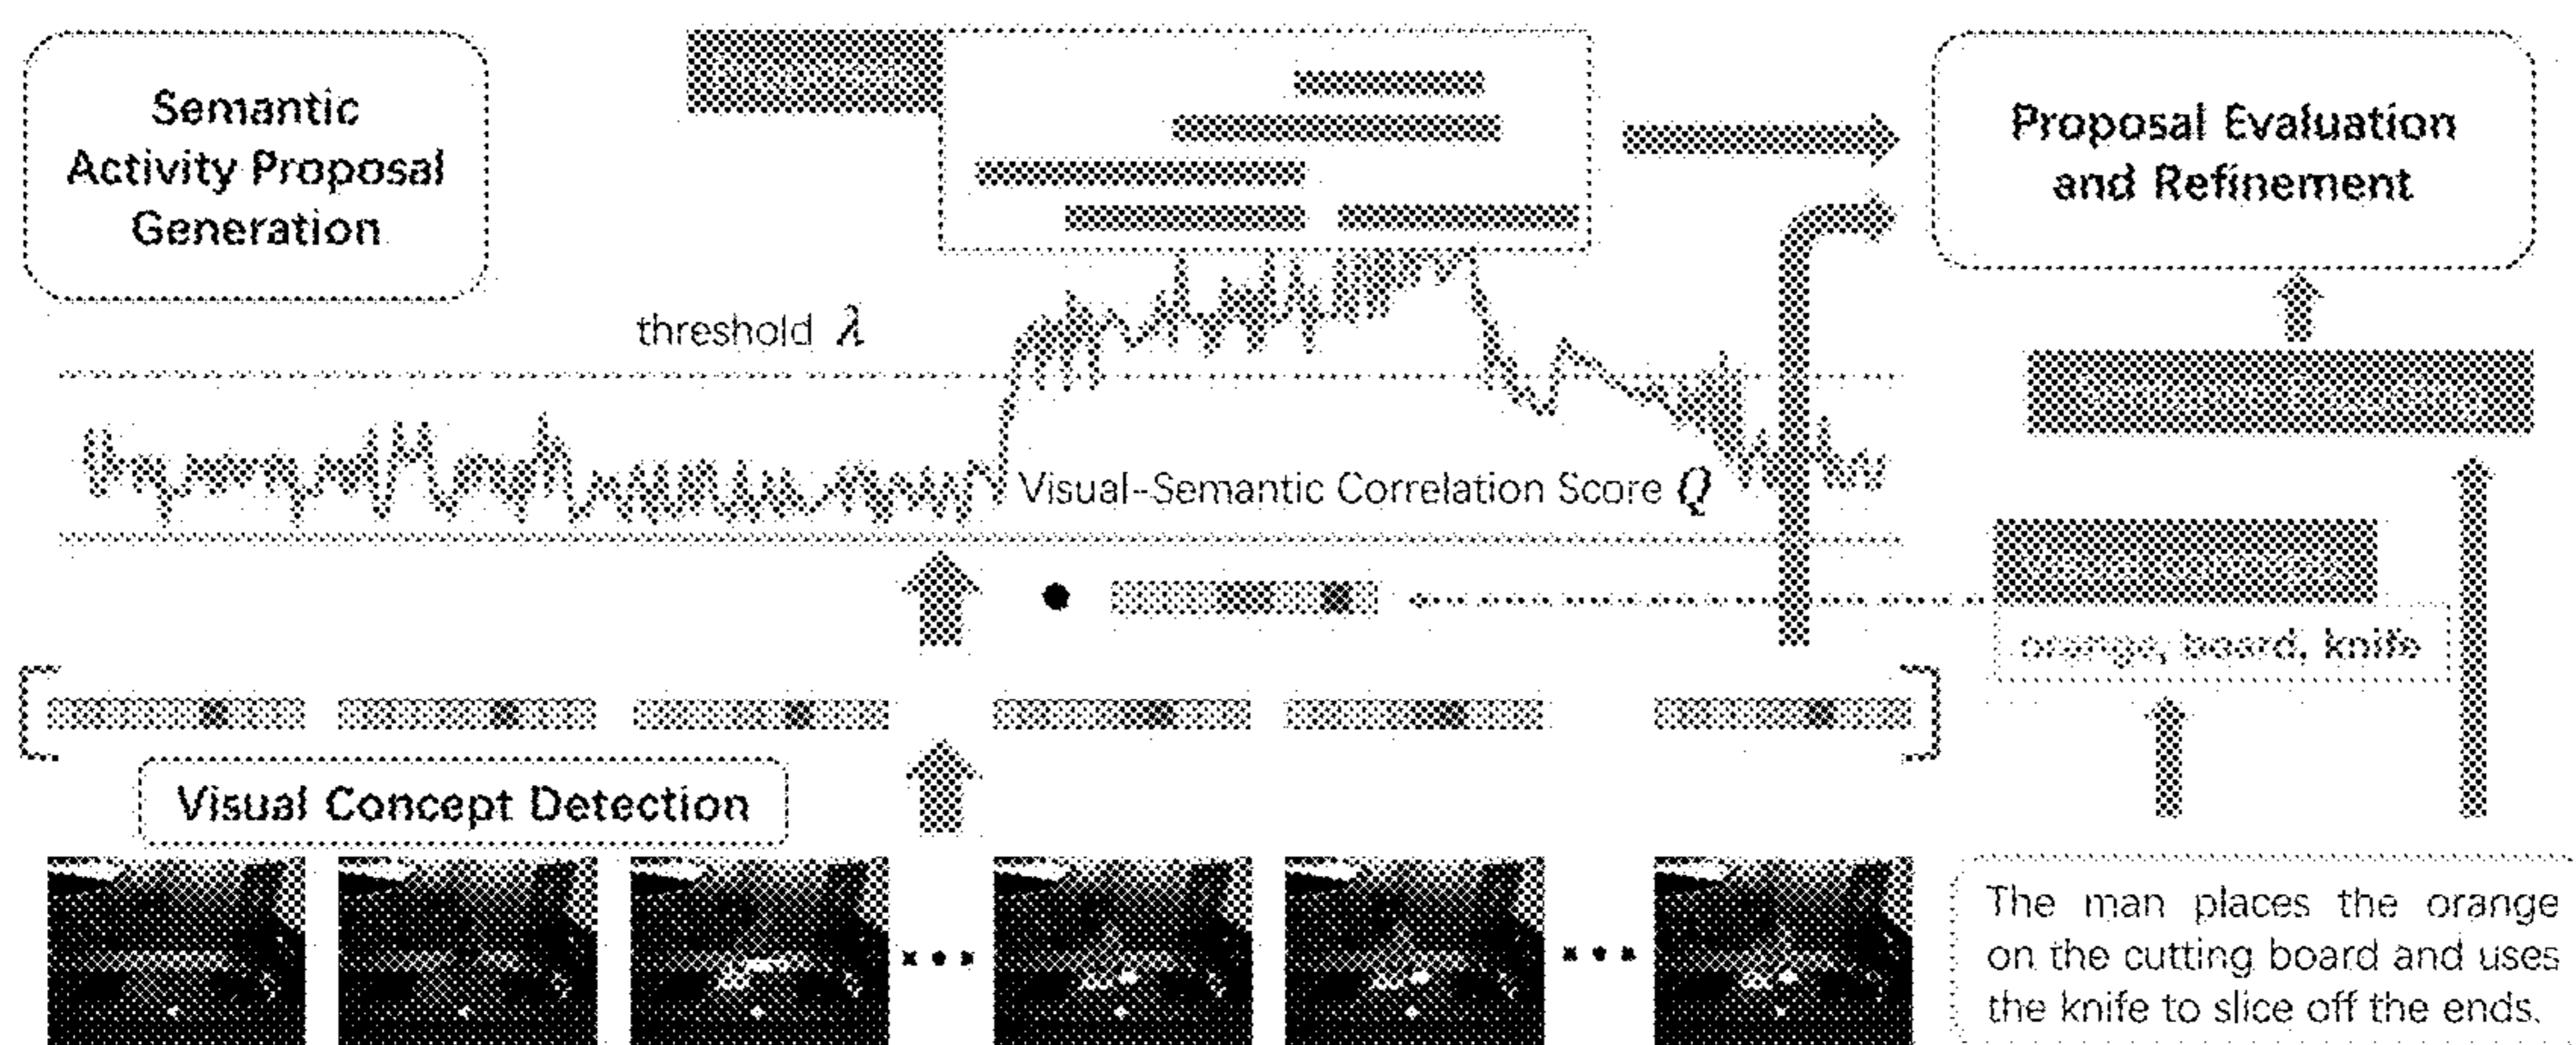 Semantic
Activity Proposal
Generation
Proposal Evaluation
and Refinement
threshold λ
Visual-Semantic Correlation Score Q
orange, board, knife
Visual Concept Detection
The man places the orange
on the cutting board and uses
the knife to slice off the ends.